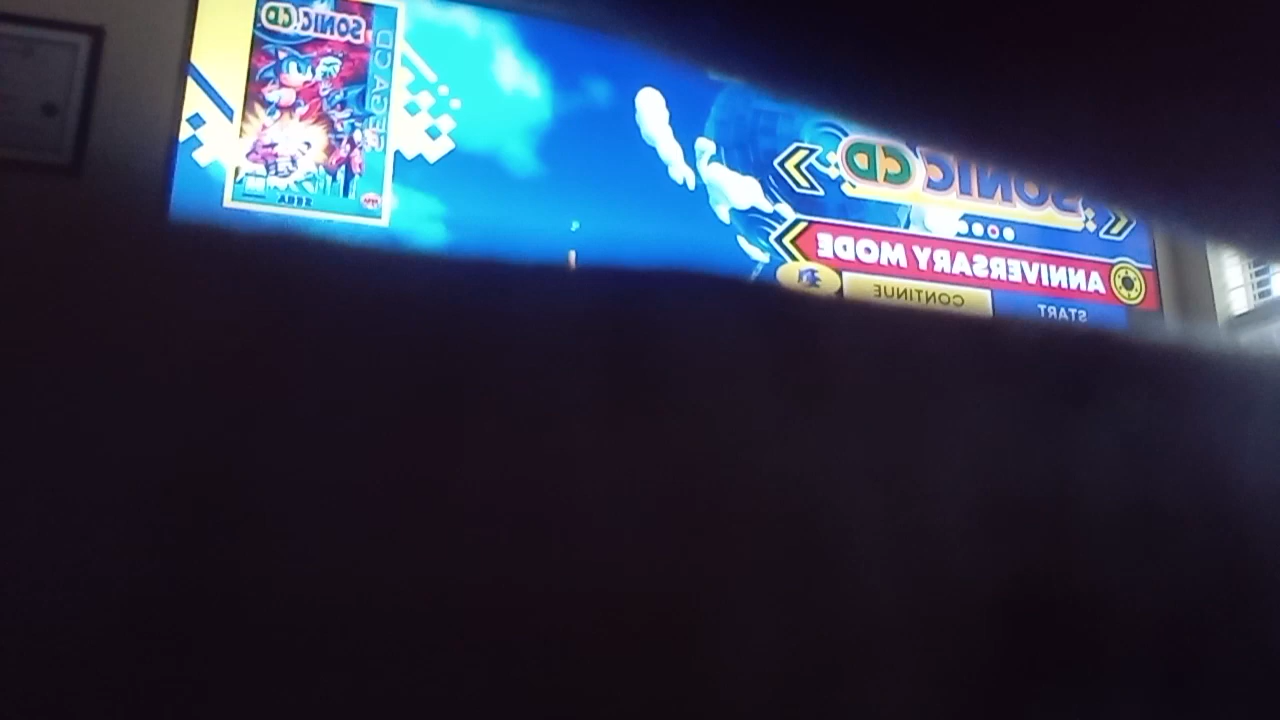 SONIC CD
SEGA CD
SEGA
SONIC CD
ANNIVERSARY MODE
CONTINUE
START